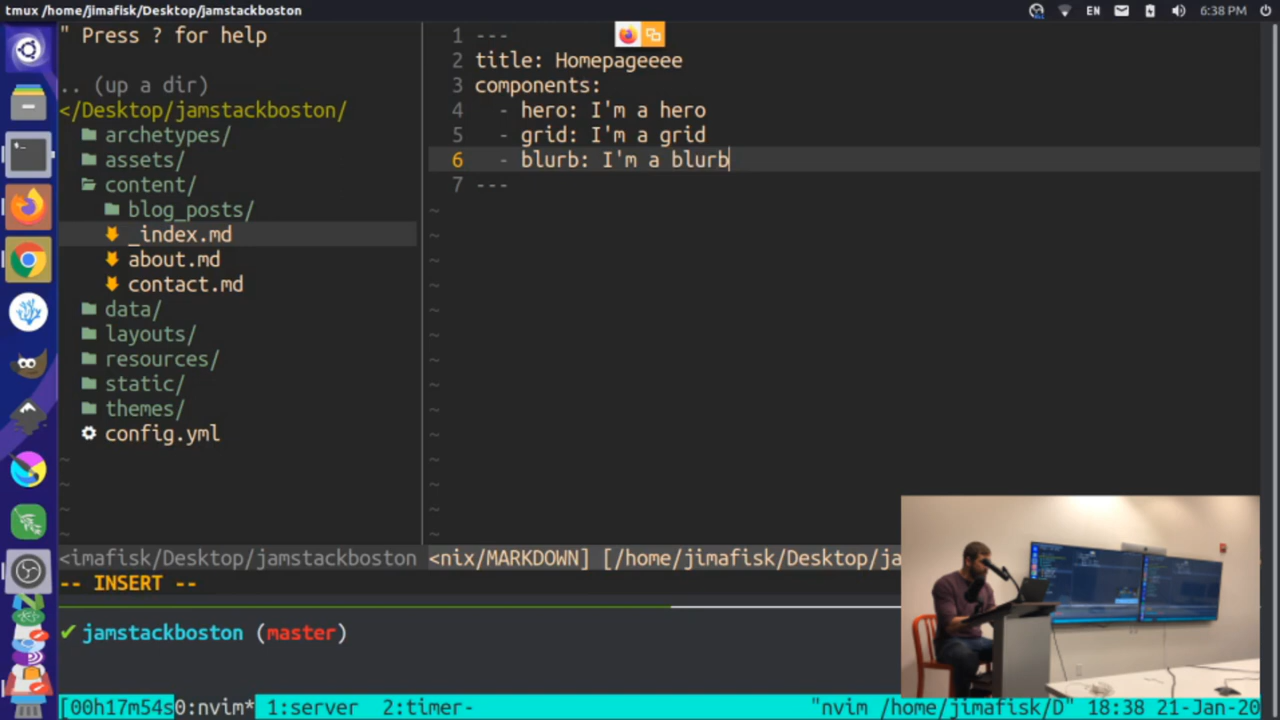 tmux /home/jimafisk/Desktop/jamstackboston
EN
6:38 PM
" Press ? for help
.. (up a dir)
</Desktop/jamstackboston/
archetypes/
assets/
content/
blog_posts/
_index.md
about.md
contact.md
data/
layouts/
resources/
static/
themes/
config.yml
~
~
~
~
1 ---
2 title: Homepageeee
3 components:
4   - hero: I'm a hero
5   - grid: I'm a grid
6   - blurb: I'm a blurb
7 ---
~
~
~
~
~
~
~
~
~
~
~
~
~
~
<imafisk/Desktop/jamstackboston
<nix/MARKDOWN] [/home/jimafisk/Desktop/ja
-- INSERT --
✔ jamstackboston (master)
[00h17m54s0:nvim* 1:server 2:timer-
"nvim /home/jimafisk/D" 18:38 21-Jan-20